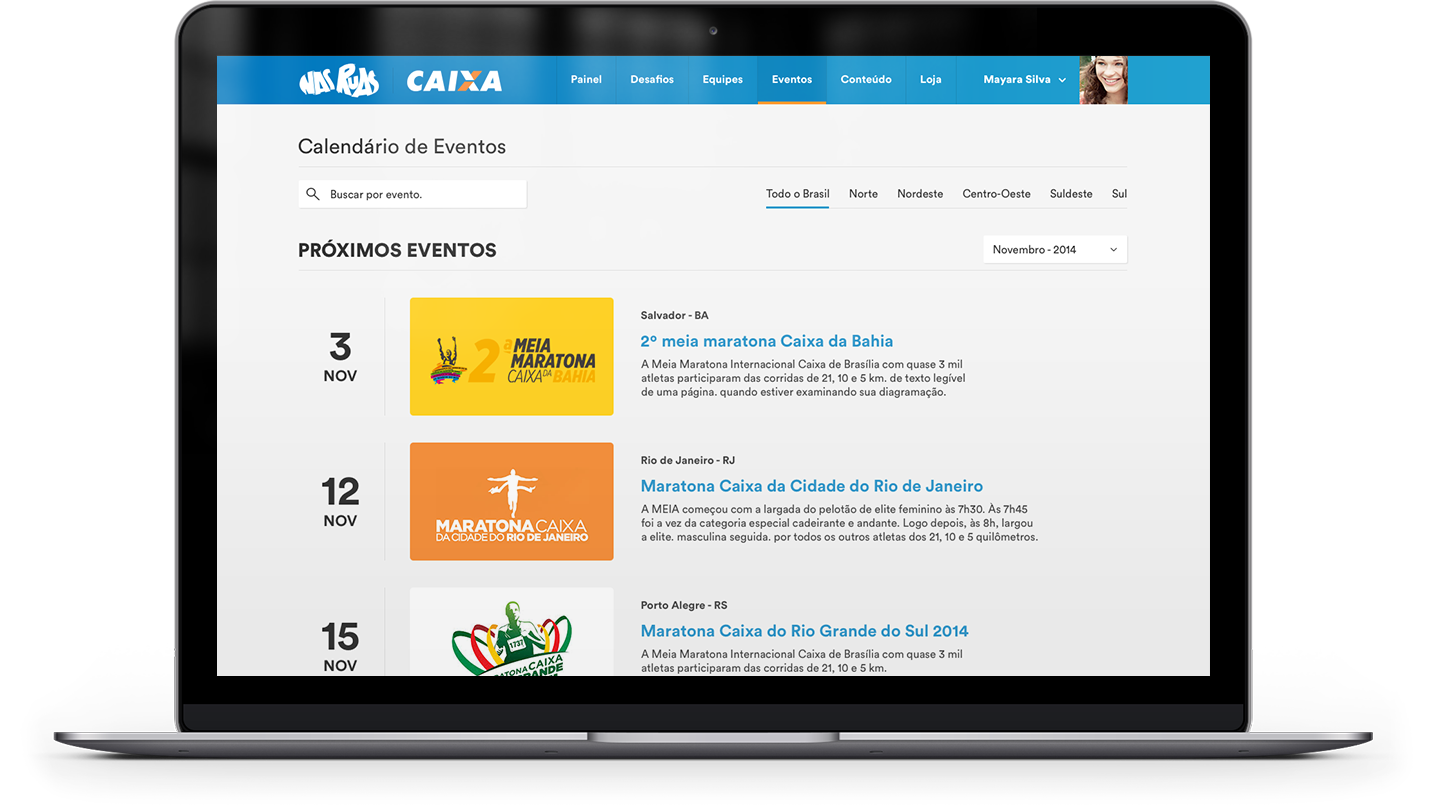 NAS RUAS CAIXA Painel Desafios Equipes Eventos Conteúdo Loja Mayara Silva
Calendário de Eventos
Buscar por evento. Todo o Brasil Norte Nordeste Centro-Oeste Suldeste Sul
PRÓXIMOS EVENTOS Novembro - 2014
3
NOV
2ª MEIA
MARATONA
CAIXA DA BAHIA
Salvador - BA
2º meia maratona Caixa da Bahia
A Meia Maratona Internacional Caixa de Brasília com quase 3 mil
atletas participaram das corridas de 21, 10 e 5 km. de texto legível
de uma página. quando estiver examinando sua diagramação.
12
NOV
MARATONA CAIXA
DA CIDADE DO RIO DE JANEIRO
Rio de Janeiro - RJ
Maratona Caixa da Cidade do Rio de Janeiro
A MEIA começou com a largada do pelotão de elite feminino às 7h30. Às 7h45
foi a vez da categoria especial cadeirante e andante. Logo depois, às 8h, largou
a elite. masculina seguida. por todos os outros atletas dos 21, 10 e 5 quilômetros.
15
NOV
1737
CAIXA
Porto Alegre - RS
Maratona Caixa do Rio Grande do Sul 2014
A Meia Maratona Internacional Caixa de Brasília com quase 3 mil
atletas participaram das corridas de 21, 10 e 5 km.